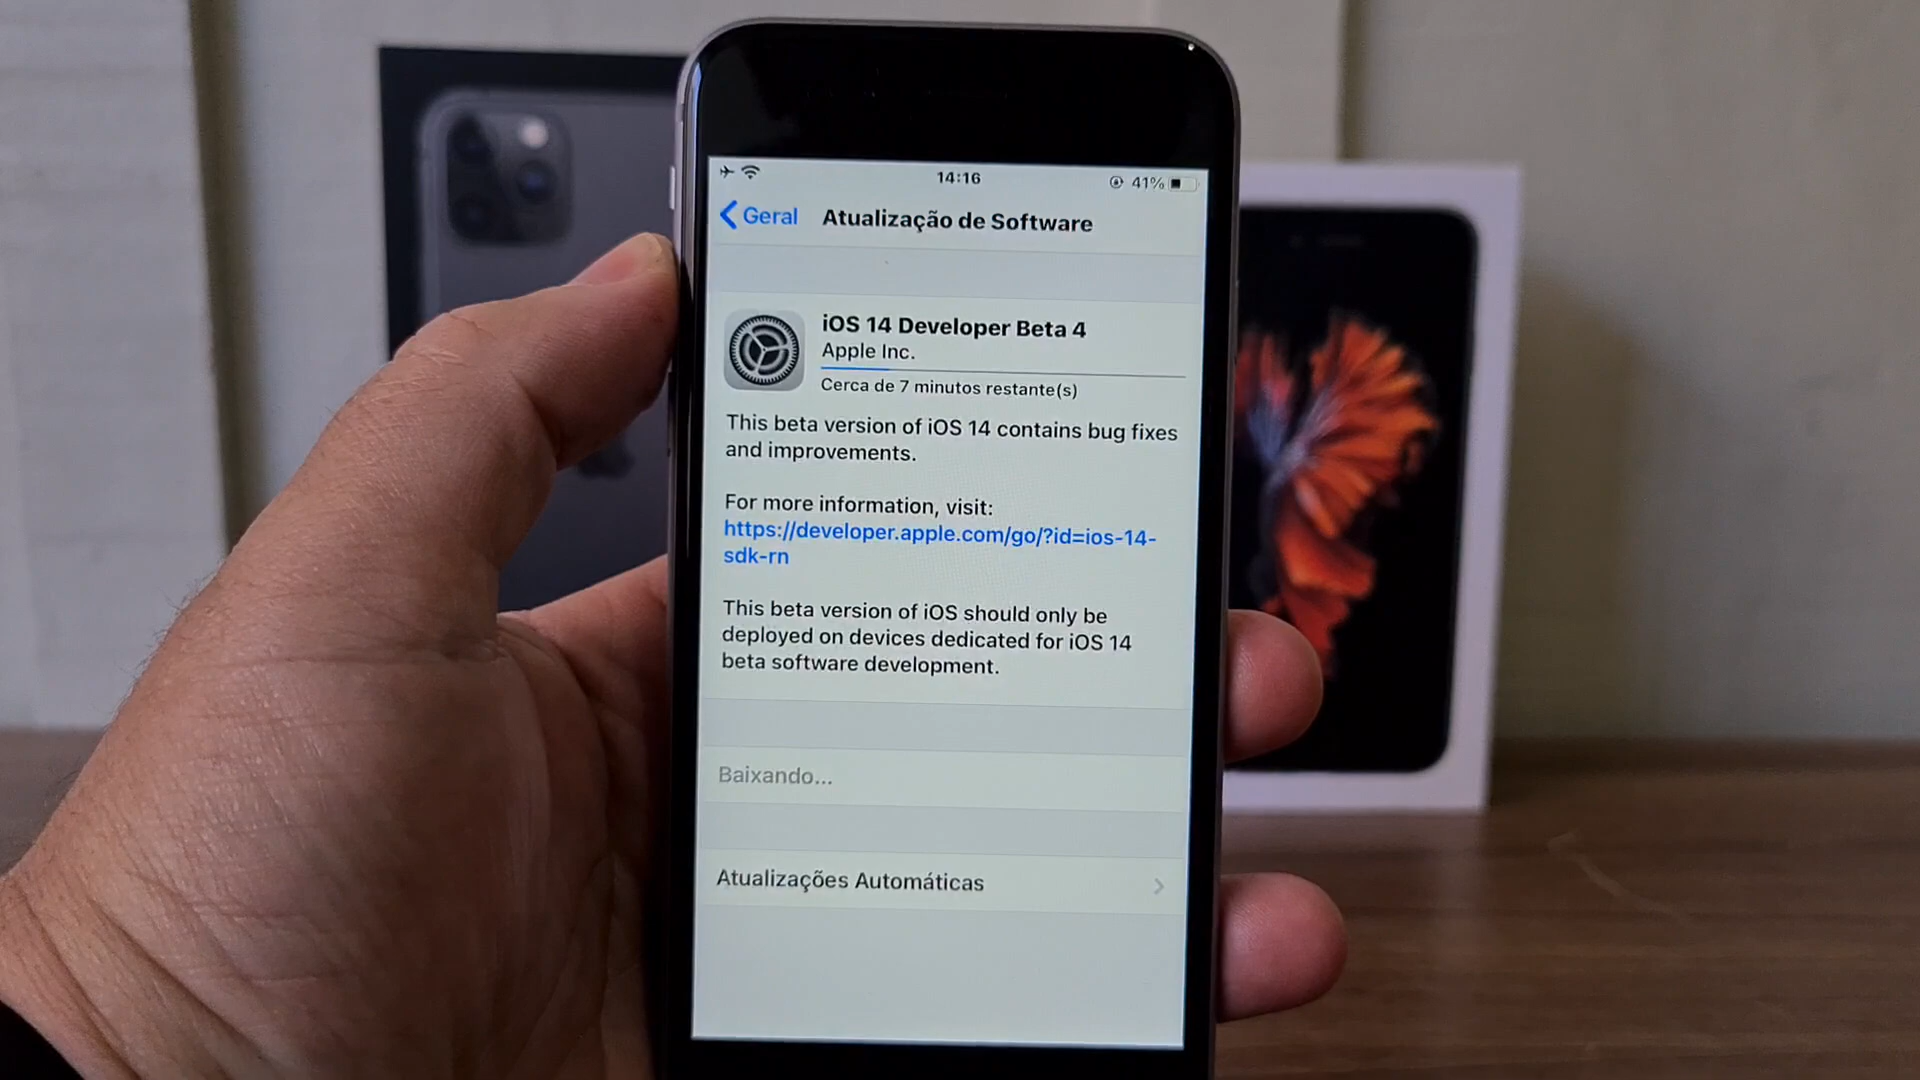 14:16
41%
Geral
Atualização de Software
iOS 14 Developer Beta 4
Apple Inc.
Cerca de 7 minutos restante(s)
This beta version of iOS 14 contains bug fixes
and improvements.
For more information, visit:
https://developer.apple.com/go/?id=ios-14-
sdk-rn
This beta version of iOS should only be
deployed on devices dedicated for iOS 14
beta software development.
Baixando...
Atualizações Automáticas